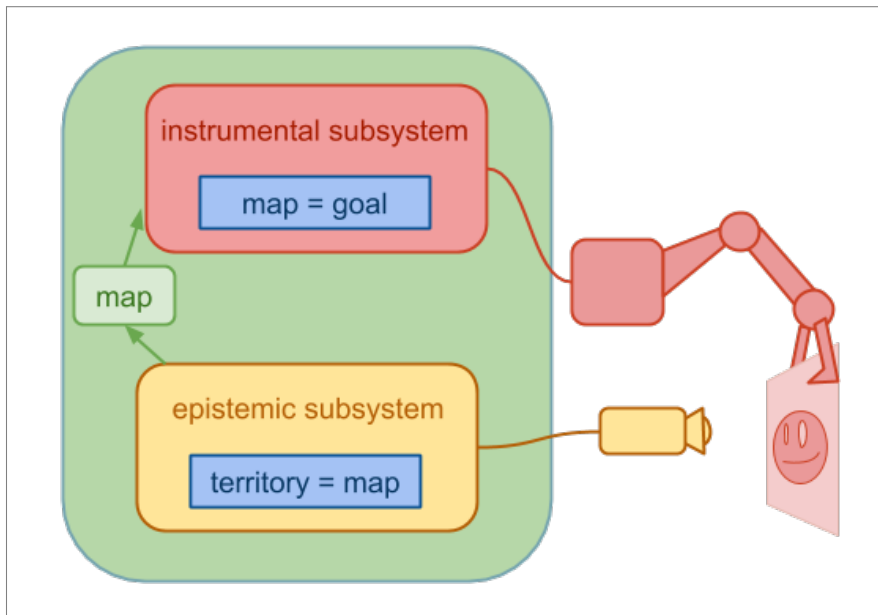 instrumental subsystem
map = goal
map
epistemic subsystem
territory = map